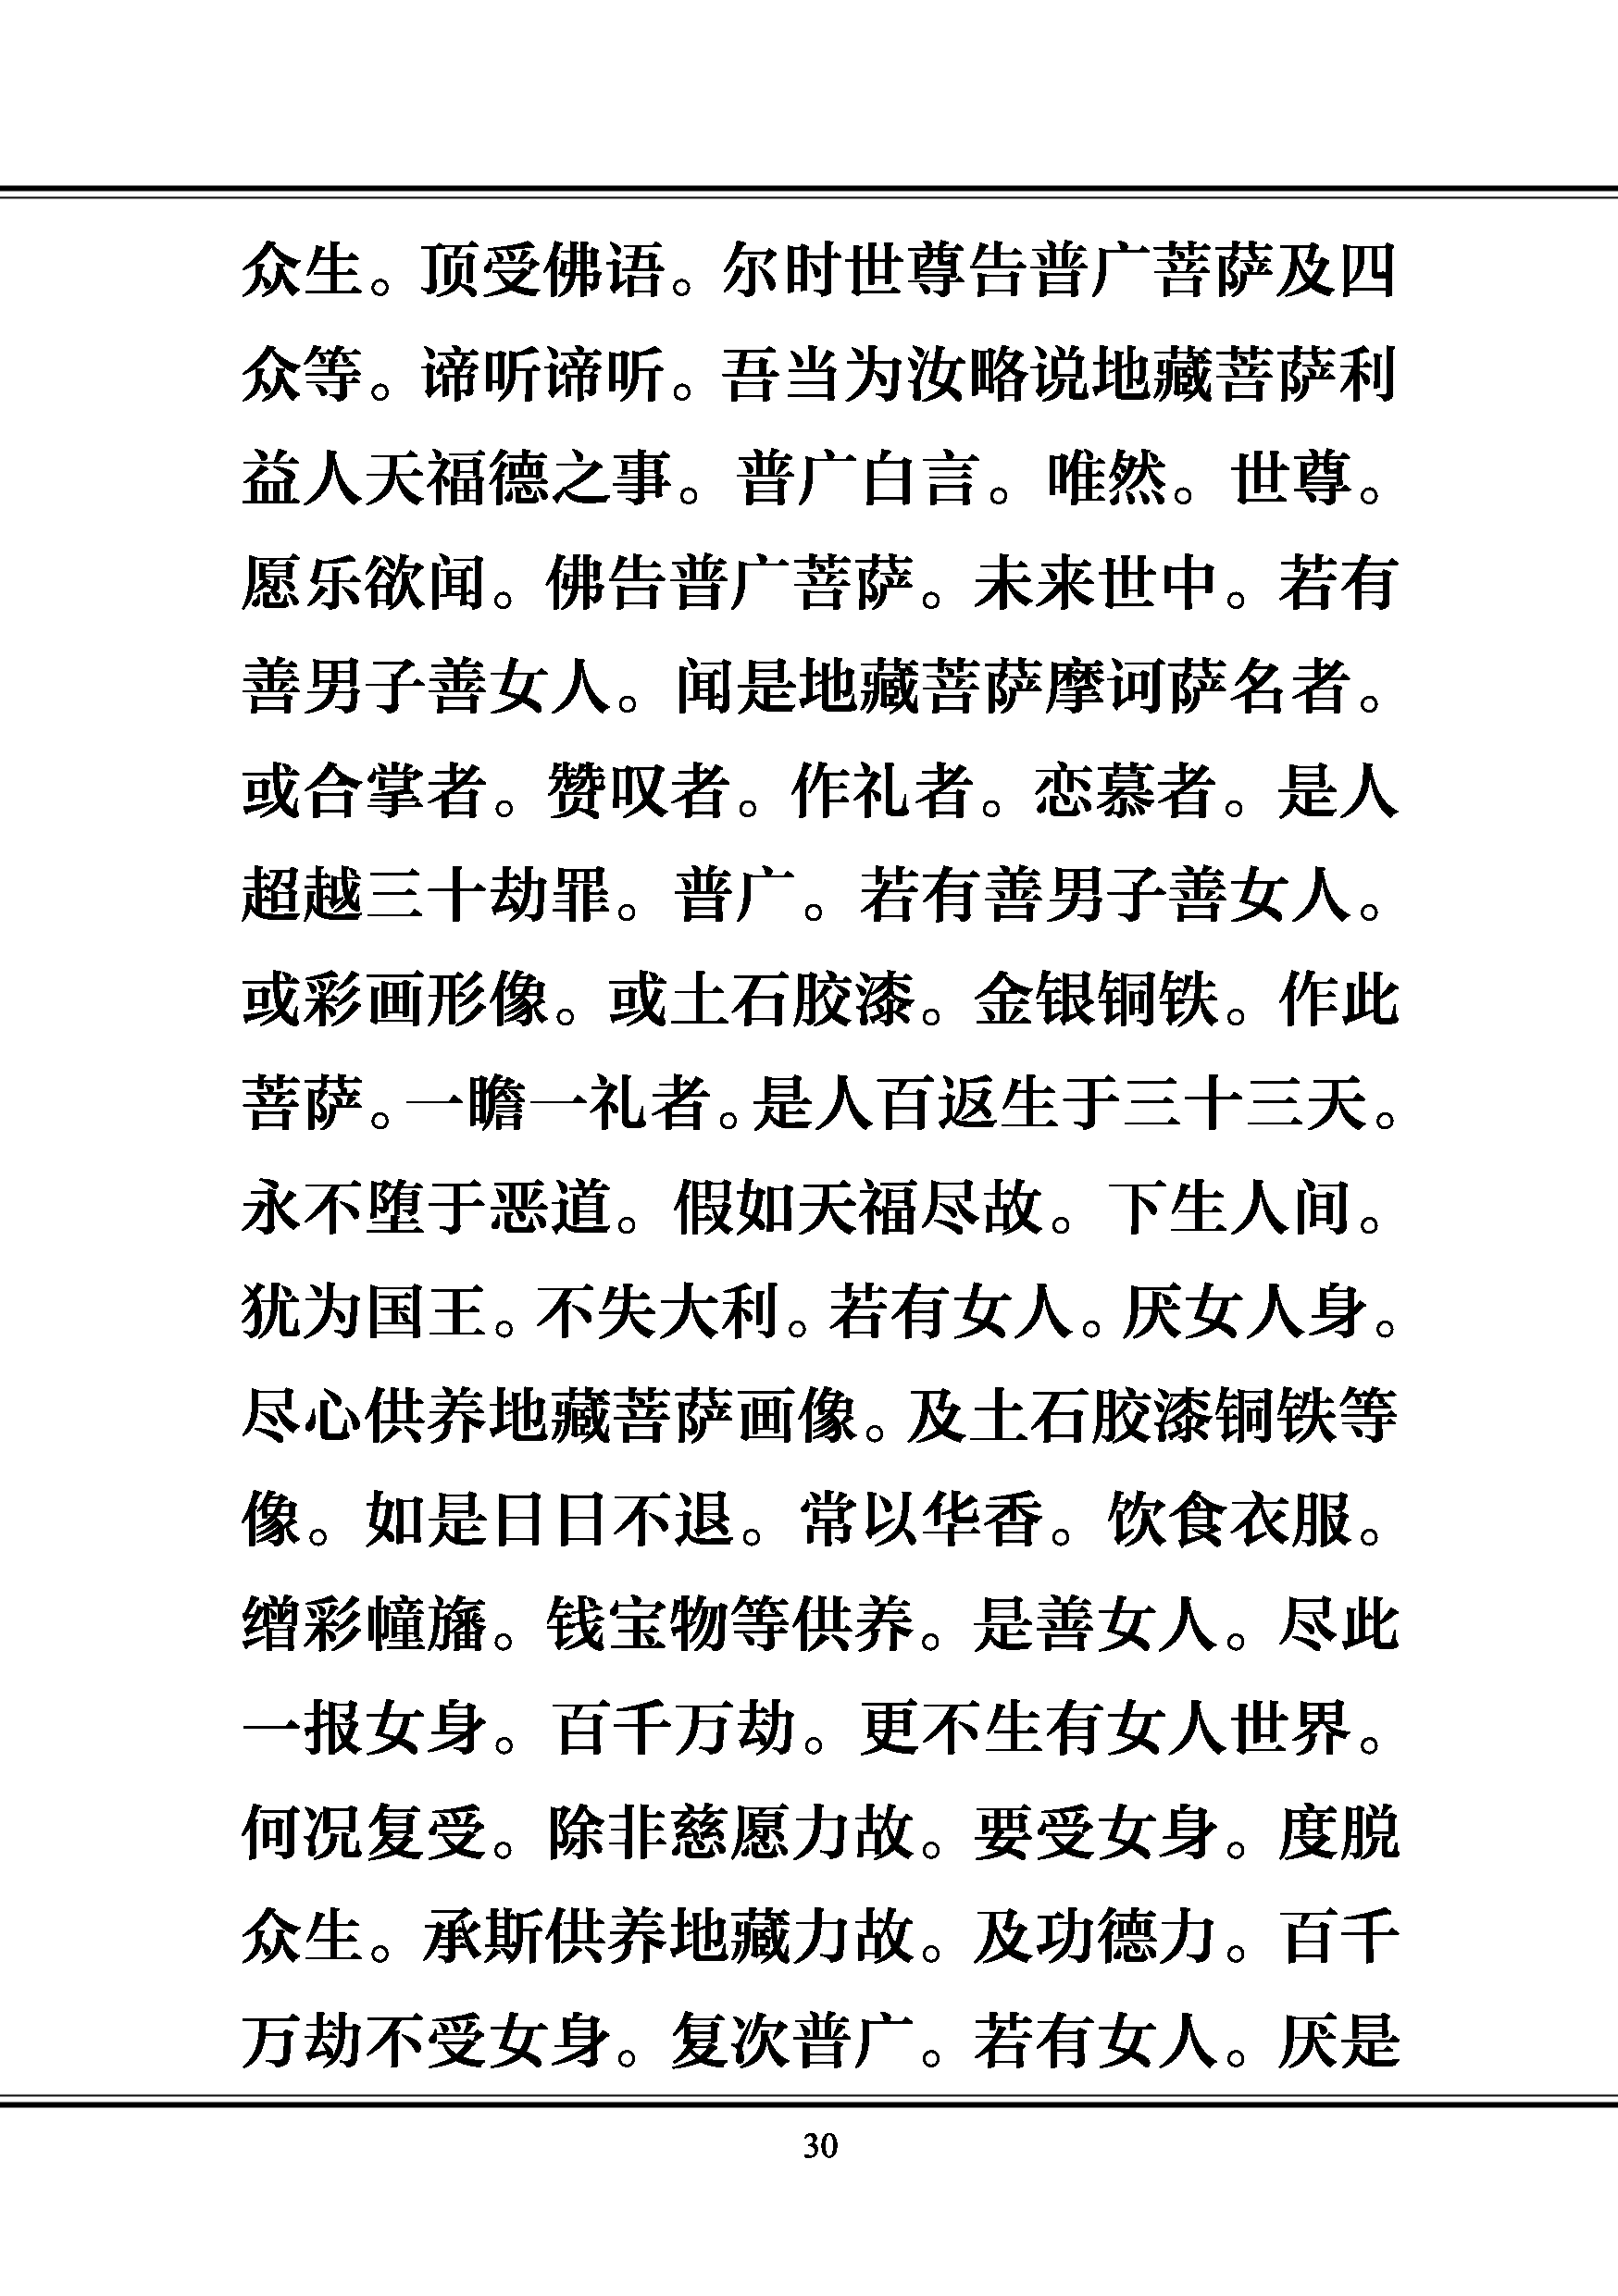 众生。顶受佛语。尔时世尊告普广菩萨及四
众等。谛听谛听。吾当为汝略说地藏菩萨利
益人天福德之事。普广白言。唯然。世尊。
愿乐欲闻。佛告普广菩萨。未来世中。若有
善男子善女人。闻是地藏菩萨摩诃萨名者。
或合掌者。赞叹者。作礼者。恋慕者。是人
超越三十劫罪。普广。若有善男子善女人。
或彩画形像。或土石胶漆。金银铜铁。作此
菩萨。一瞻一礼者。是人百返生于三十三天。
永不堕于恶道。假如天福尽故。下生人间。
犹为国王。不失大利。若有女人。厌女人身。
尽心供养地藏菩萨画像。及土石胶漆铜铁等
像。如是日日不退。常以华香。饮食衣服。
缯彩幢旛。钱宝物等供养。是善女人。尽此
一报女身。百千万劫。更不生有女人世界。
何况复受。除非慈愿力故。要受女身。度脱
众生。承斯供养地藏力故。及功德力。百千
万劫不受女身。复次普广。若有女人。厌是
30